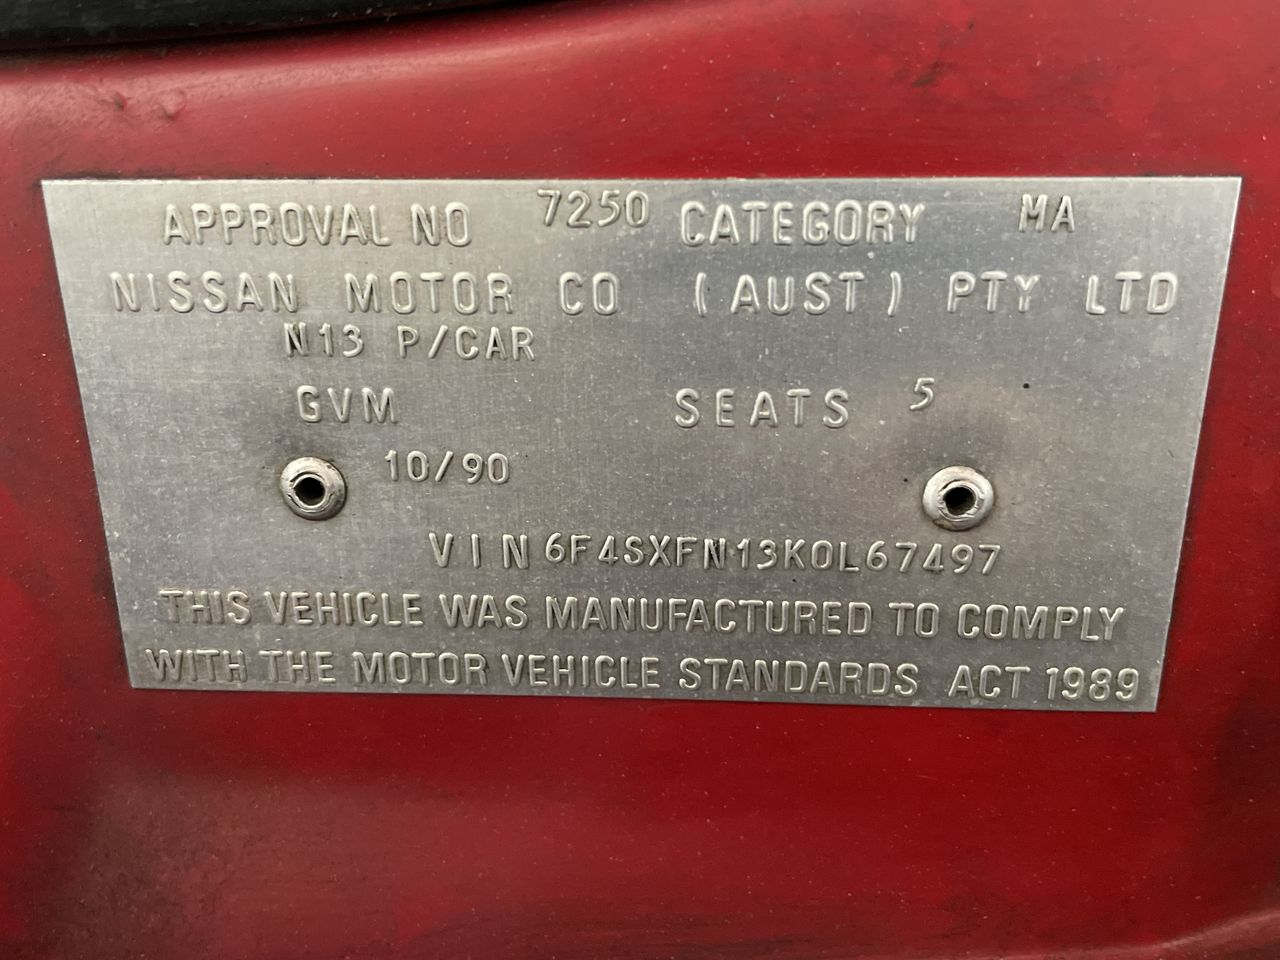 APPROVAL NO 7250 CATEGORY MA
NISSAN MOTOR CO (AUST) PTY LTD
N13 P/CAR
GVM SEATS 5
10/90
VIN 6F4SXFN13K0L67497
THIS VEHICLE WAS MANUFACTURED TO COMPLY
WITH THE MOTOR VEHICLE STANDARDS ACT 1989